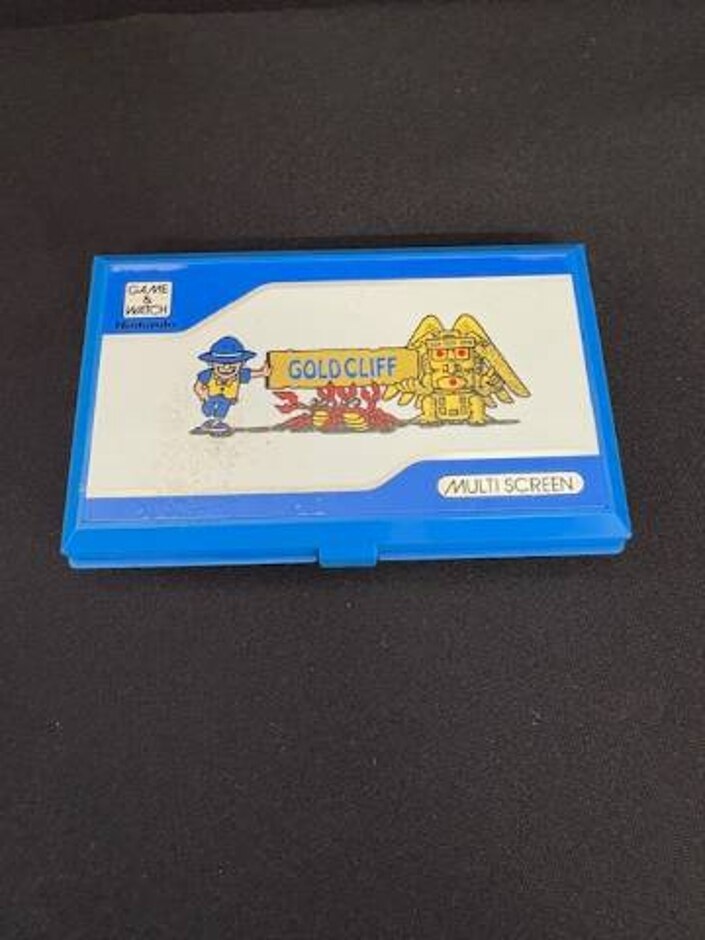 GAME
&
WATCH
Nintendo
GOLD CLIFF
MULTI SCREEN